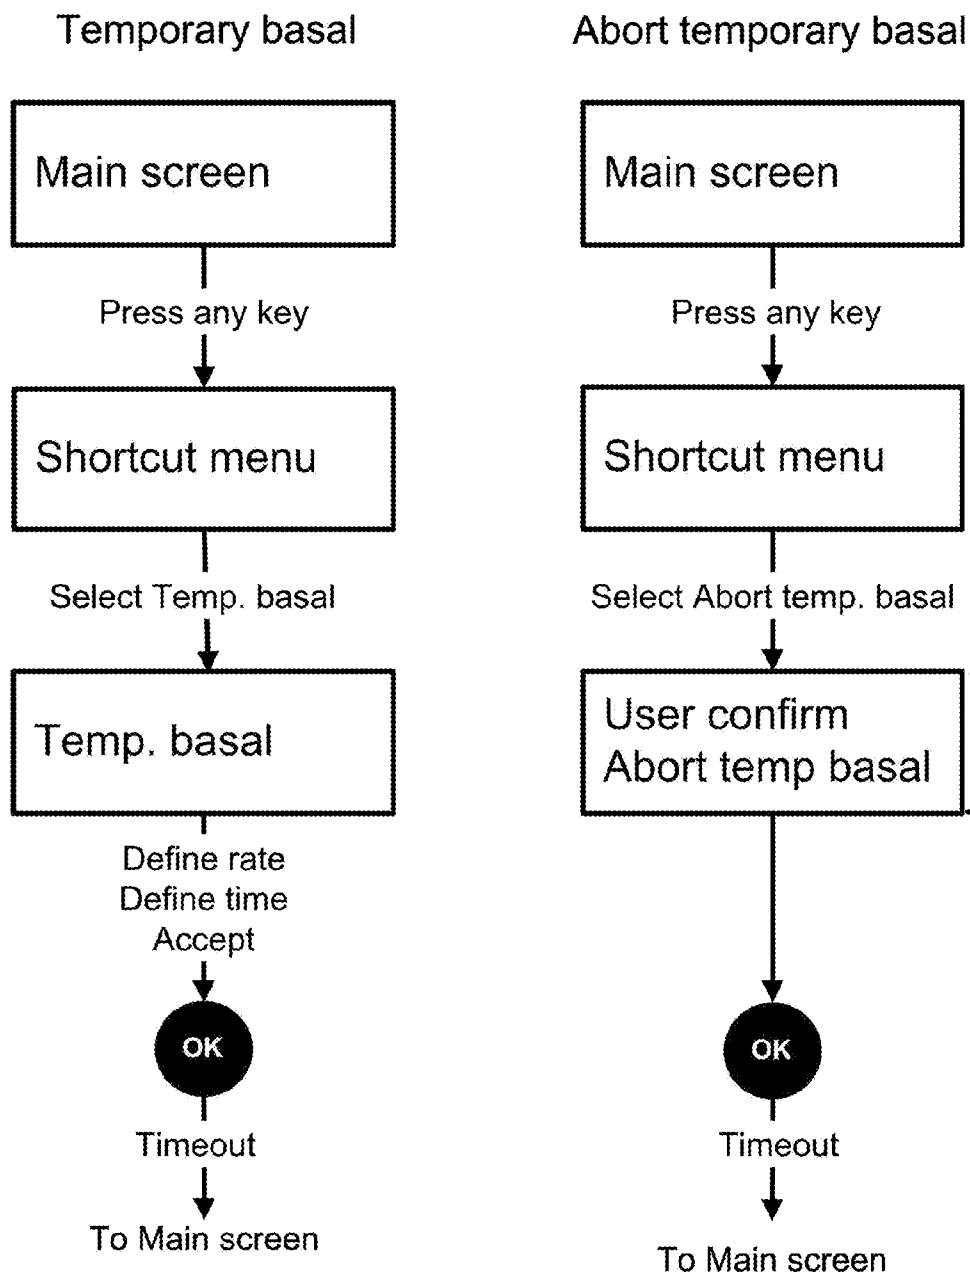 Temporary basal
Main screen
Press any key
Shortcut menu
Select Temp. basal
Temp. basal
Define rate
Define time
Accept
OK
Timeout
To Main screen
Abort temporary basal
Main screen
Press any key
Shortcut menu
Select Abort temp. basal
User confirm
Abort temp basal
OK
Timeout
To Main screen